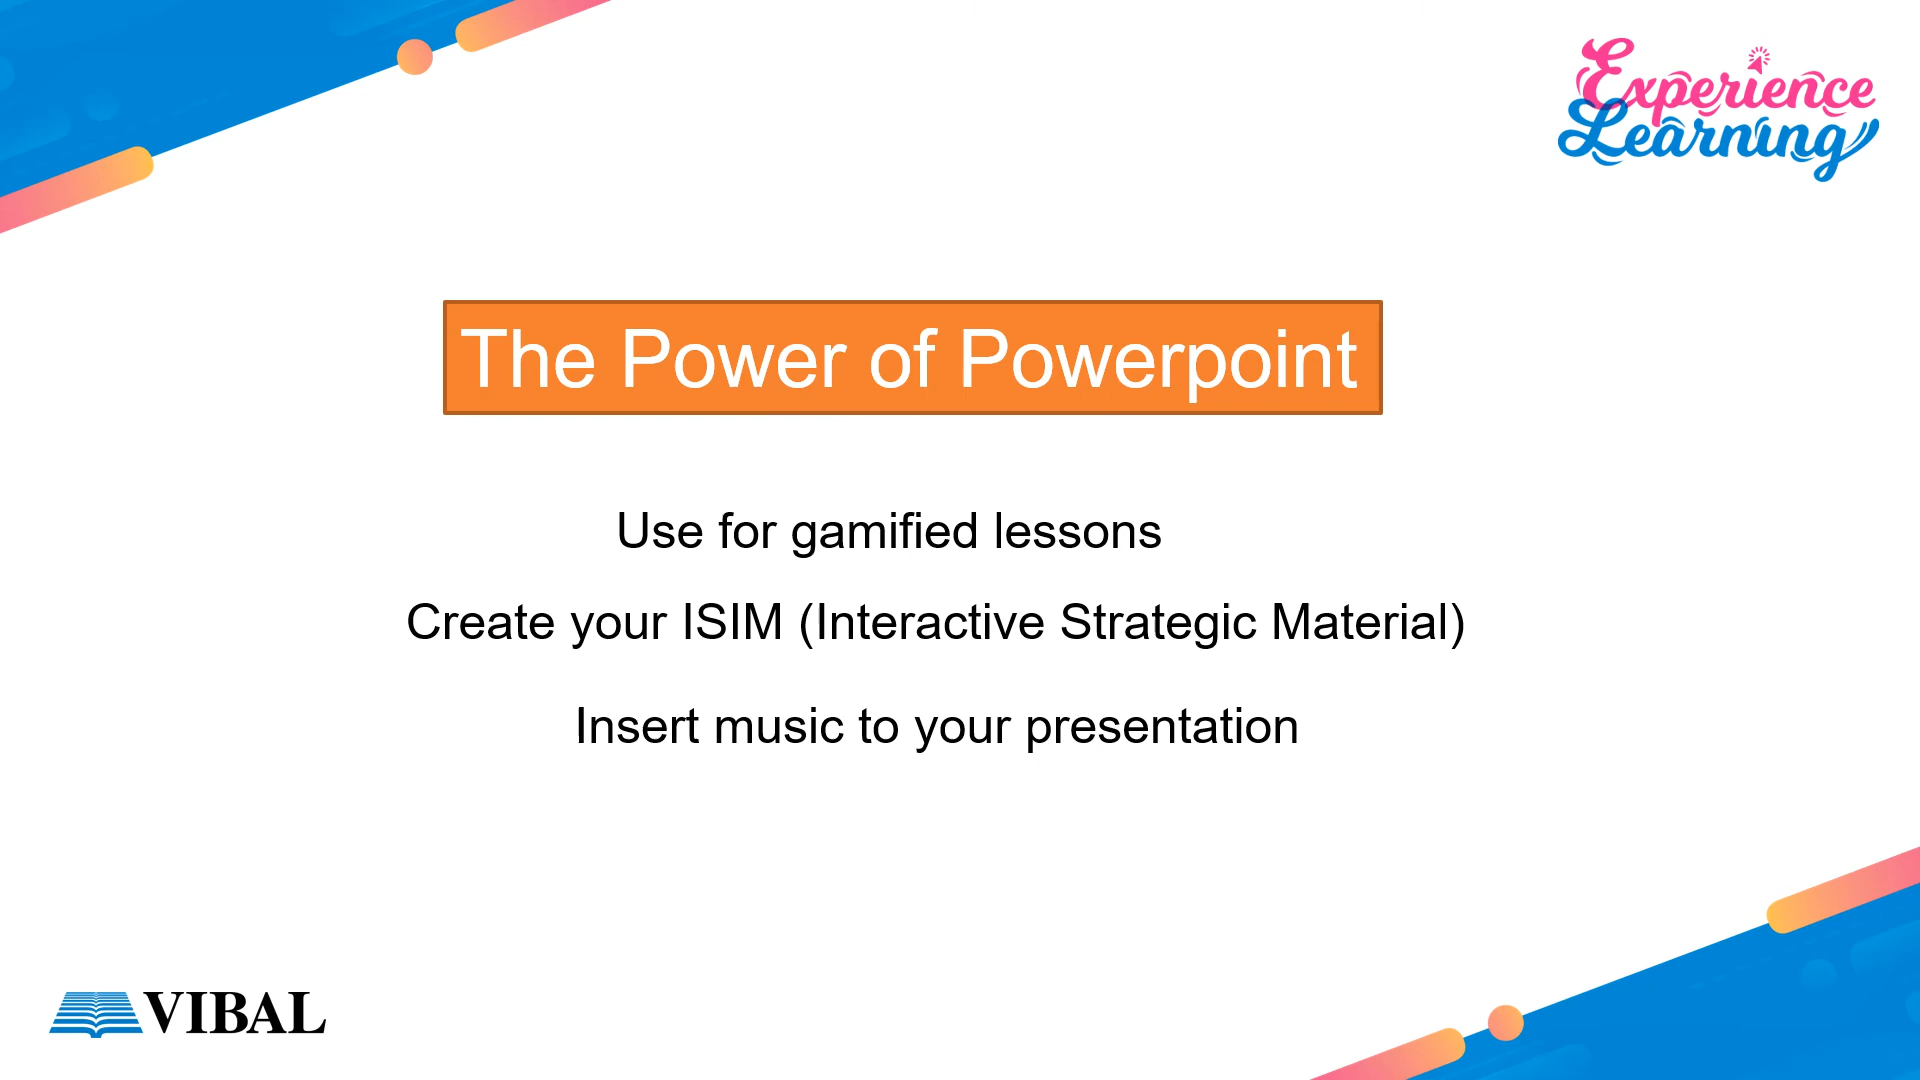 Experience
Learning
The Power of Powerpoint
Use for gamified lessons
Create your ISIM (Interactive Strategic Material)
Insert music to your presentation
VIBAL